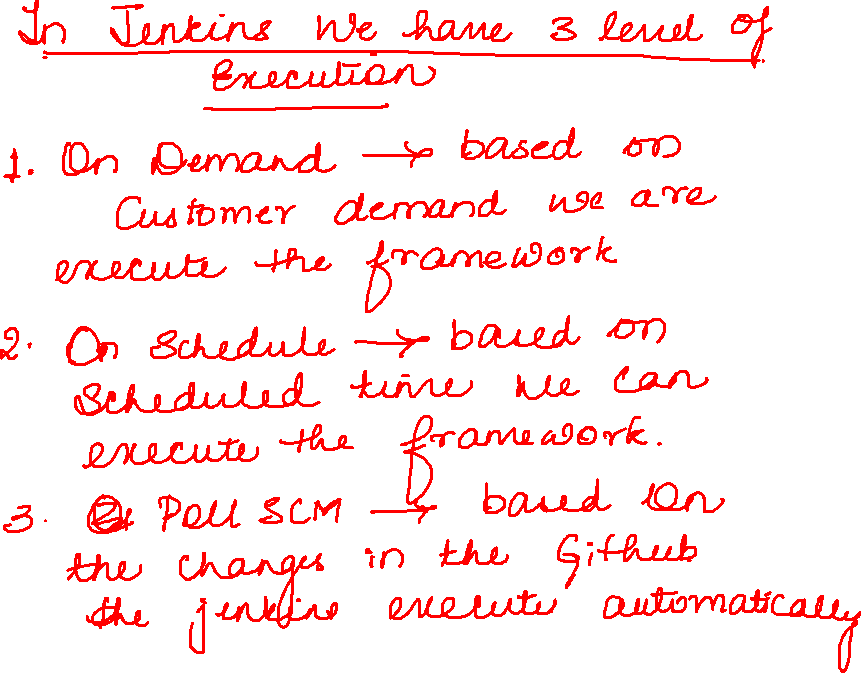 In Jenkins We have 3 level of
Execution
1. On Demand → based on
Customer demand we are
execute the framework
2. On Schedule → based on
Scheduled time we can
execute the framework.
3. Poll SCM → based On
the changes in the Github
the jenkins execute automatically